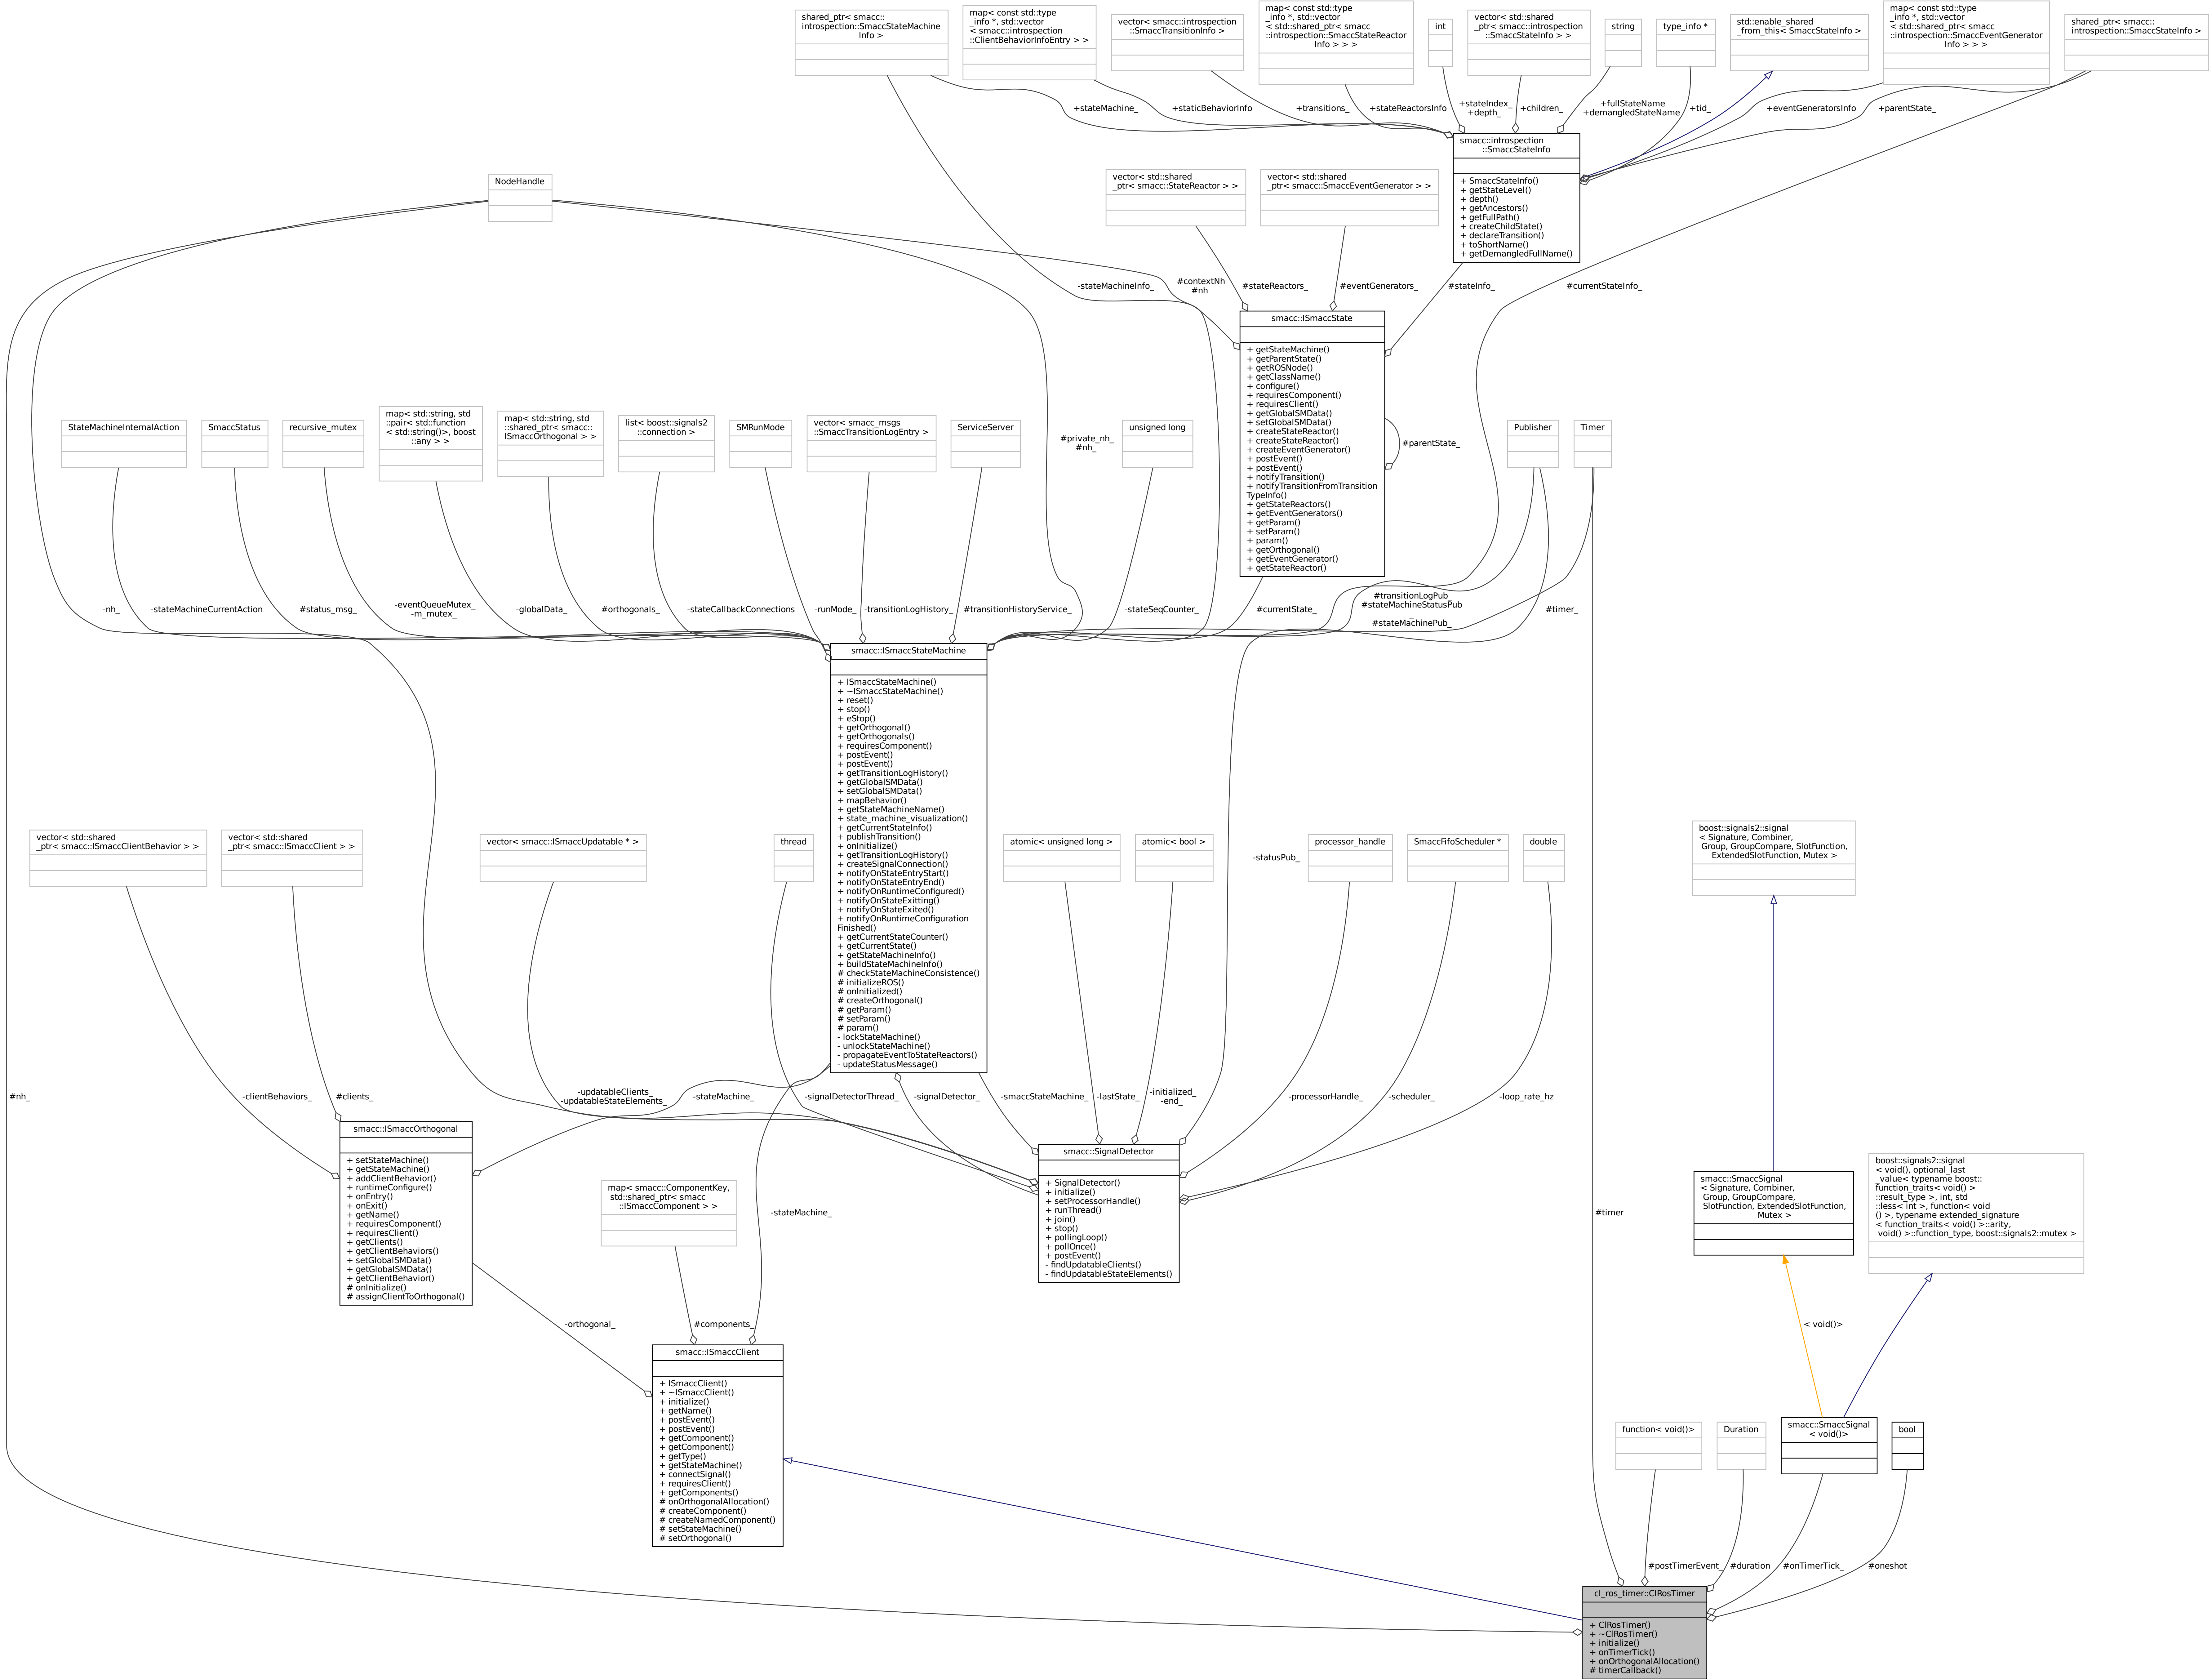 shared_ptr< smacc::
introspection::SmaccStateMachine
Info >
map< const std::type
_info *, std::vector
< smacc::introspection
::ClientBehaviorInfoEntry > >
vector< smacc::introspection
::SmaccTransitionInfo >
map< const std::type
_info *, std::vector
< std::shared_ptr< smacc
::introspection::SmaccStateReactor
Info > > >
int
vector< std::shared
_ptr< smacc::introspection
::SmaccStateInfo > >
string
type_info *
std::enable_shared
_from_this< SmaccStateInfo >
map< const std::type
_info *, std::vector
< std::shared_ptr< smacc
::introspection::SmaccEventGenerator
Info > > >
shared_ptr< smacc::
introspection::SmaccStateInfo >
+stateMachine_
+staticBehaviorInfo
+transitions_
+stateReactorsInfo
+stateIndex_
+depth_
+children_
+fullStateName
+demangledStateName
+tid_
+eventGeneratorsInfo
+parentState_
smacc::introspection
::SmaccStateInfo
+ SmaccStateInfo()
+ getStateLevel()
+ depth()
+ getAncestors()
+ getFullPath()
+ createChildState()
+ declareTransition()
+ toShortName()
+ getDemangledFullName()
NodeHandle
vector< std::shared
_ptr< smacc::StateReactor > >
vector< std::shared
_ptr< smacc::SmaccEventGenerator > >
-stateMachineInfo_
#contextNh
#nh
#stateReactors_
#eventGenerators_
#stateInfo_
#currentStateInfo_
smacc::ISmaccState
+ getStateMachine()
+ getParentState()
+ getROSNode()
+ getClassName()
+ configure()
+ requiresComponent()
+ requiresClient()
+ getGlobalSMData()
+ setGlobalSMData()
+ createStateReactor()
+ createStateReactor()
+ createEventGenerator()
+ postEvent()
+ postEvent()
+ notifyTransition()
+ notifyTransitionFromTransition
TypeInfo()
+ getStateReactors()
+ getEventGenerators()
+ getParam()
+ setParam()
+ param()
+ getOrthogonal()
+ getEventGenerator()
+ getStateReactor()
#parentState_
StateMachineInternalAction
SmaccStatus
recursive_mutex
map< std::string, std
::pair< std::function
< std::string()>, boost
::any > >
map< std::string, std
::shared_ptr< smacc::
ISmaccOrthogonal > >
list< boost::signals2
::connection >
SMRunMode
vector< smacc_msgs
::SmaccTransitionLogEntry >
ServiceServer
#private_nh_
#nh_
unsigned long
Publisher
Timer
-nh_
-stateMachineCurrentAction
#status_msg_
-eventQueueMutex_
-m_mutex_
-globalData_
#orthogonals_
-stateCallbackConnections
-runMode_
-transitionLogHistory_
#transitionHistoryService_
-stateSeqCounter_
#currentState_
#transitionLogPub_
#stateMachineStatusPub
_
#stateMachinePub_
#timer_
smacc::ISmaccStateMachine
+ ISmaccStateMachine()
+ ~ISmaccStateMachine()
+ reset()
+ stop()
+ eStop()
+ getOrthogonal()
+ getOrthogonals()
+ requiresComponent()
+ postEvent()
+ postEvent()
+ getTransitionLogHistory()
+ getGlobalSMData()
+ setGlobalSMData()
+ mapBehavior()
+ getStateMachineName()
+ state_machine_visualization()
+ getCurrentStateInfo()
+ publishTransition()
+ onInitialize()
+ getTransitionLogHistory()
+ createSignalConnection()
+ notifyOnStateEntryStart()
+ notifyOnStateEntryEnd()
+ notifyOnRuntimeConfigured()
+ notifyOnStateExitting()
+ notifyOnStateExited()
+ notifyOnRuntimeConfiguration
Finished()
+ getCurrentStateCounter()
+ getCurrentState()
+ getStateMachineInfo()
+ buildStateMachineInfo()
# checkStateMachineConsistence()
# initializeROS()
# onInitialized()
# createOrthogonal()
# getParam()
# setParam()
# param()
- lockStateMachine()
- unlockStateMachine()
- propagateEventToStateReactors()
- updateStatusMessage()
vector< std::shared
_ptr< smacc::ISmaccClientBehavior > >
vector< std::shared
_ptr< smacc::ISmaccClient > >
vector< smacc::ISmaccUpdatable * >
thread
atomic< unsigned long >
atomic< bool >
-statusPub_
processor_handle
SmaccFifoScheduler *
double
boost::signals2::signal
< Signature, Combiner,
Group, GroupCompare, SlotFunction,
ExtendedSlotFunction, Mutex >
#nh_
-clientBehaviors_
#clients_
-updatableClients_
-updatableStateElements_
-stateMachine_
-signalDetectorThread_
-signalDetector_
-smaccStateMachine_
-lastState_
-initialized_
-end_
-processorHandle_
-scheduler_
-loop_rate_hz
smacc::ISmaccOrthogonal
+ setStateMachine()
+ getStateMachine()
+ addClientBehavior()
+ runtimeConfigure()
+ onEntry()
+ onExit()
+ getName()
+ requiresComponent()
+ requiresClient()
+ getClients()
+ getClientBehaviors()
+ setGlobalSMData()
+ getGlobalSMData()
+ getClientBehavior()
# onInitialize()
# assignClientToOrthogonal()
smacc::SignalDetector
+ SignalDetector()
+ initialize()
+ setProcessorHandle()
+ runThread()
+ join()
+ stop()
+ pollingLoop()
+ pollOnce()
+ postEvent()
- findUpdatableClients()
- findUpdatableStateElements()
map< smacc::ComponentKey,
std::shared_ptr< smacc
::ISmaccComponent > >
-stateMachine_
#timer
smacc::SmaccSignal
< Signature, Combiner,
Group, GroupCompare,
SlotFunction, ExtendedSlotFunction,
Mutex >
boost::signals2::signal
< void(), optional_last
_value< typename boost::
function_traits< void() >
::result_type >, int, std
::less< int >, function< void
() >, typename extended_signature
< function_traits< void() >::arity,
void() >::function_type, boost::signals2::mutex >
-orthogonal_
#components_
< void()>
smacc::ISmaccClient
+ ISmaccClient()
+ ~ISmaccClient()
+ initialize()
+ getName()
+ postEvent()
+ postEvent()
+ getComponent()
+ getComponent()
+ getType()
+ getStateMachine()
+ connectSignal()
+ requiresClient()
+ getComponents()
# onOrthogonalAllocation()
# createComponent()
# createNamedComponent()
# setStateMachine()
# setOrthogonal()
function< void()>
Duration
smacc::SmaccSignal
< void()>
bool
#postTimerEvent_
#duration
#onTimerTick_
#oneshot
cl_ros_timer::ClRosTimer
+ ClRosTimer()
+ ~ClRosTimer()
+ initialize()
+ onTimerTick()
+ onOrthogonalAllocation()
# timerCallback()